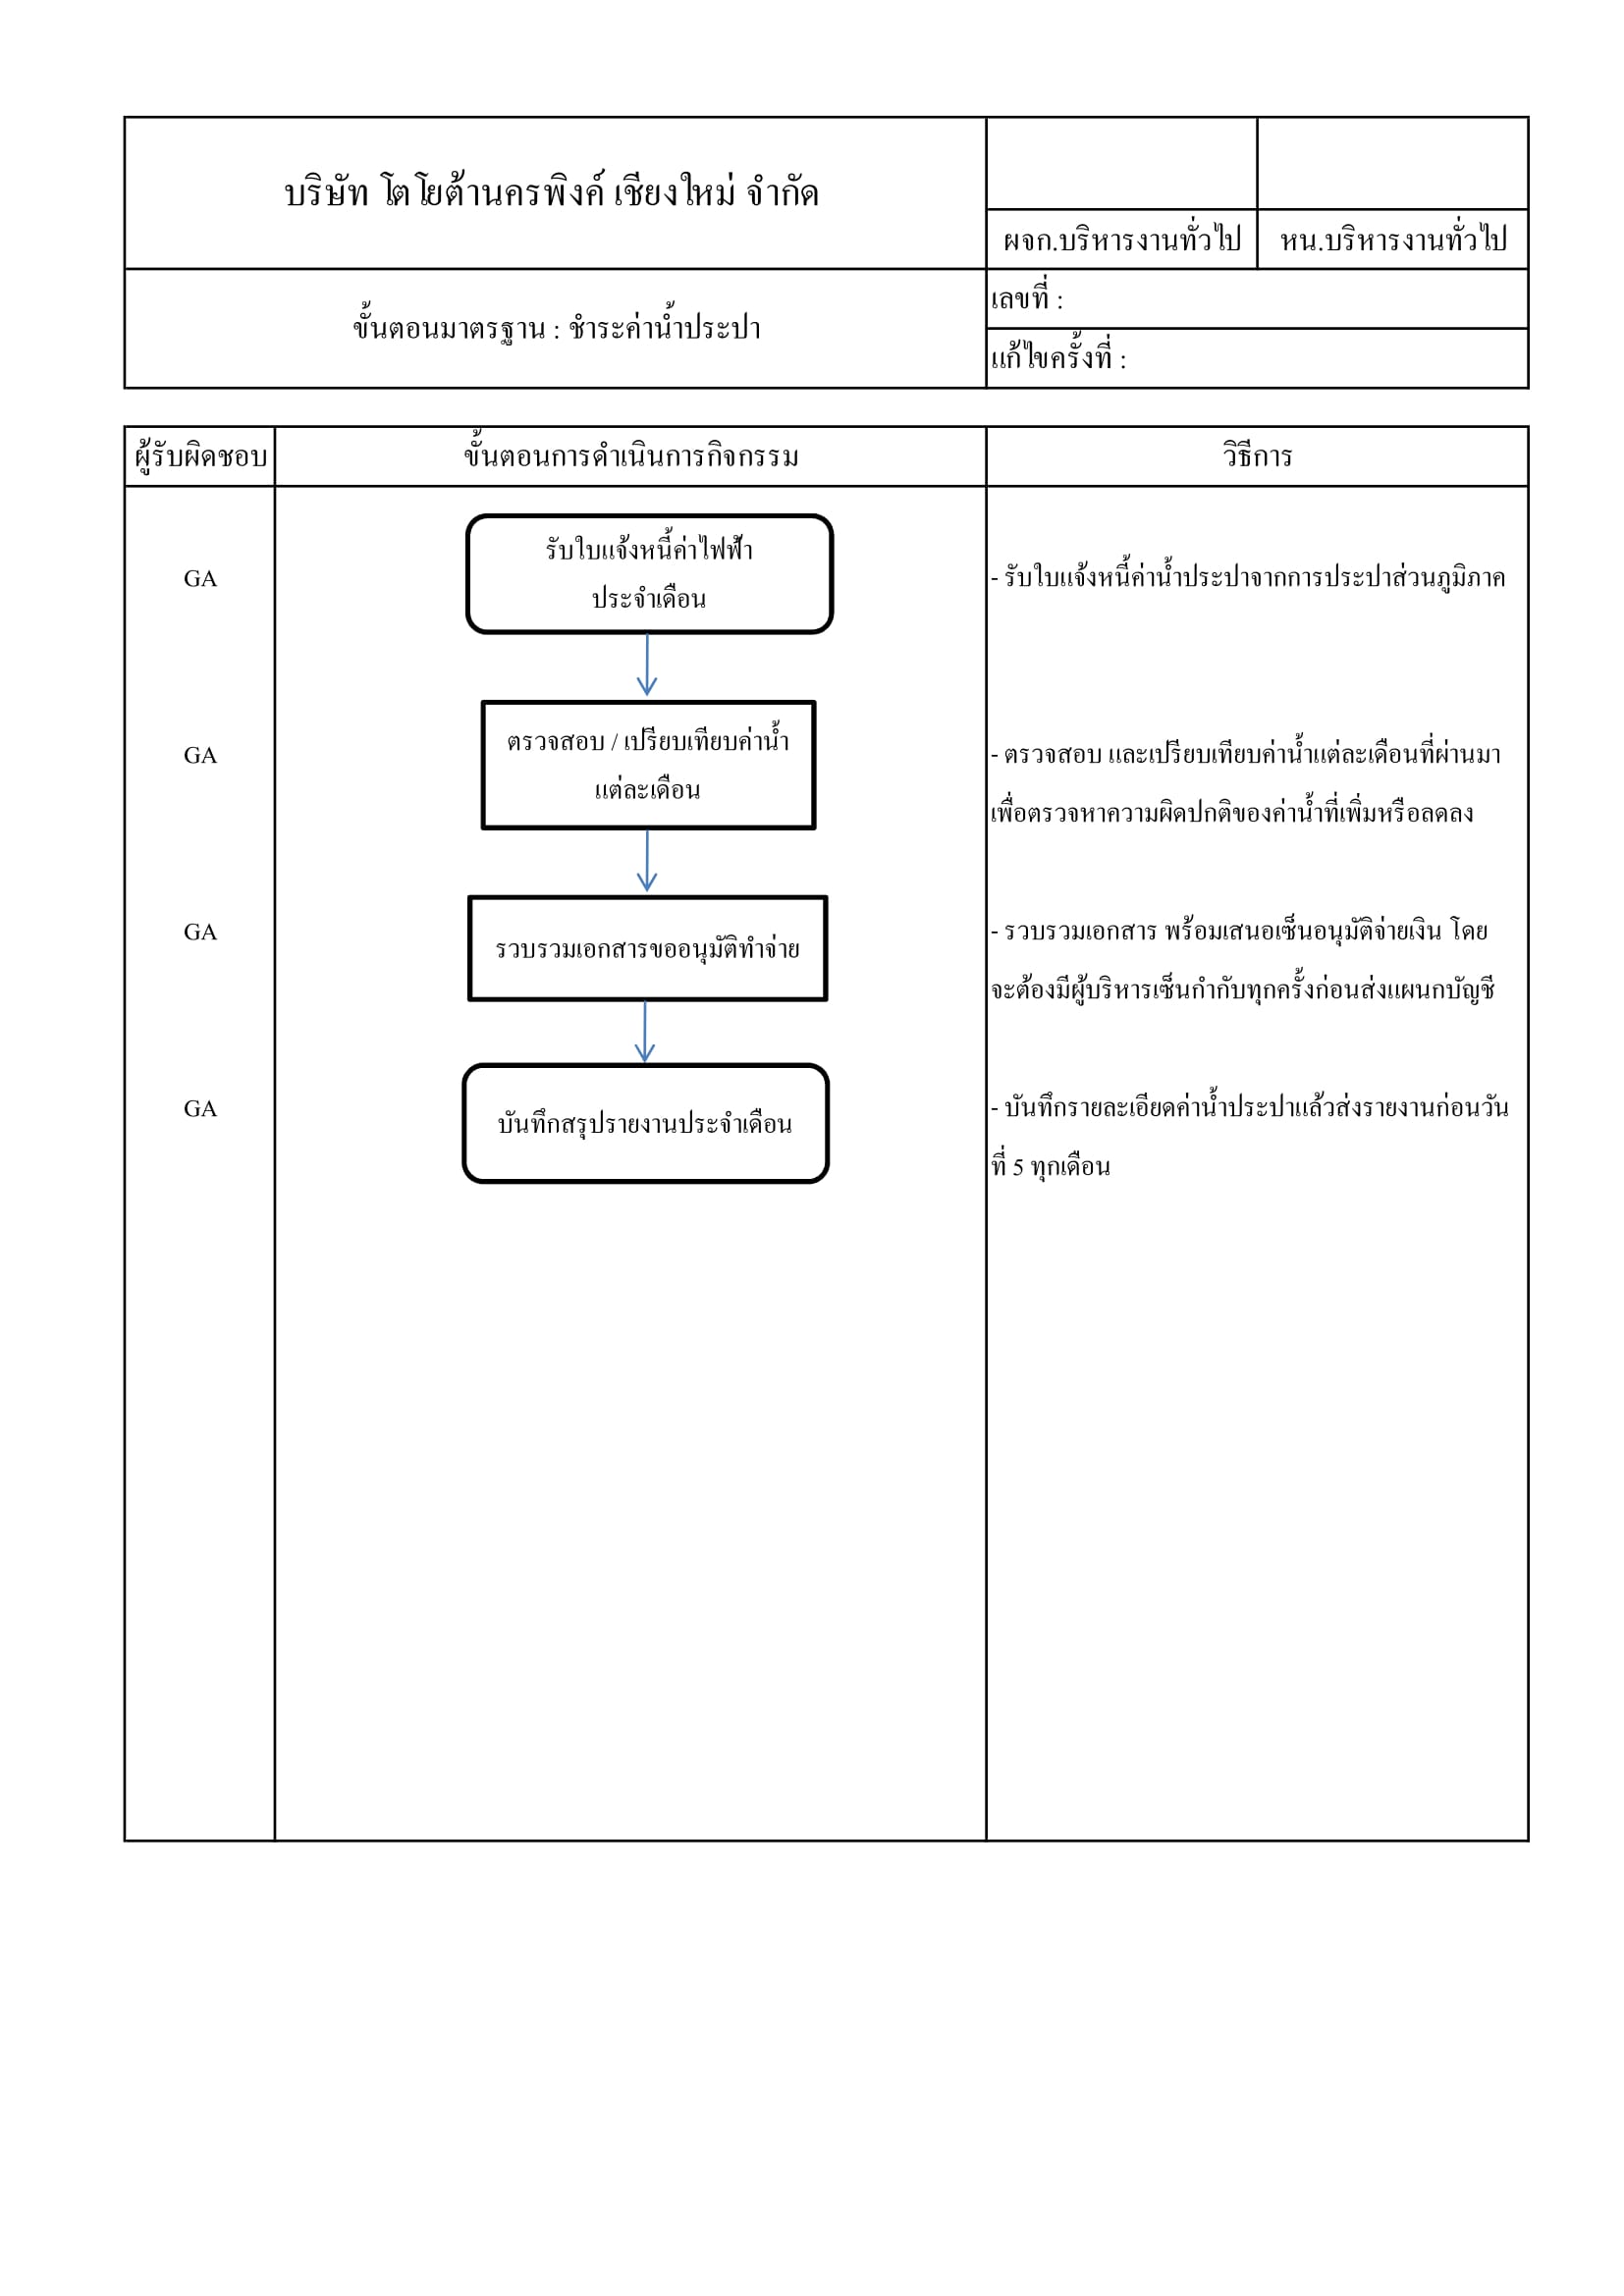 บริษัท โตโยต้านครพิงค์ เชียงใหม่ จำกัด
ผจก.บริหารงานทั่วไป หน.บริหารงานทั่วไป
ขั้นตอนมาตรฐาน : ชำระค่าน้ำประปา
เลขที่ :
แก้ไขครั้งที่ :
ผู้รับผิดชอบ ขั้นตอนการดำเนินการกิจกรรม วิธีการ
GA
รับใบแจ้งหนี้ค่าไฟฟ้า
ประจำเดือน
- รับใบแจ้งหนี้ค่าน้ำประปาจากการประปาส่วนภูมิภาค
GA
ตรวจสอบ / เปรียบเทียบค่าน้ำ
แต่ละเดือน
- ตรวจสอบ และเปรียบเทียบค่าน้ำแต่ละเดือนที่ผ่านมา
เพื่อตรวจหาความผิดปกติของค่าน้ำที่เพิ่มหรือลดลง
GA
รวบรวมเอกสารขออนุมัติทำจ่าย
- รวบรวมเอกสาร พร้อมเสนอเซ็นอนุมัติจ่ายเงิน โดย
จะต้องมีผู้บริหารเซ็นกำกับทุกครั้งก่อนส่งแผนกบัญชี
GA
บันทึกสรุปรายงานประจำเดือน
- บันทึกรายละเอียดค่าน้ำประปาแล้วส่งรายงานก่อนวัน
ที่ 5 ทุกเดือน